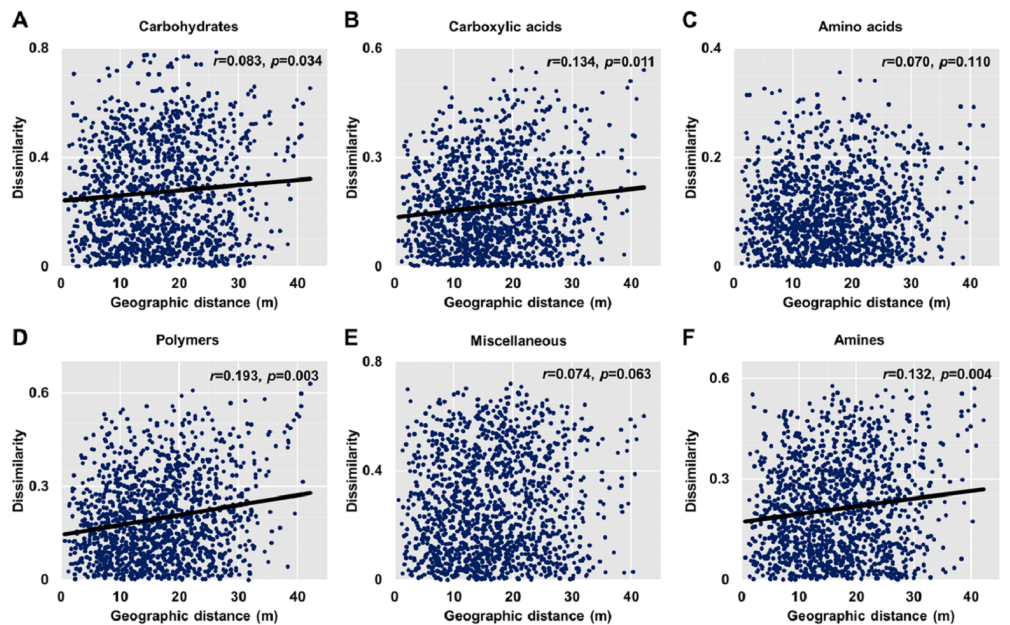 A
Carbohydrates
r=0.083, p=0.034
0.8
0.4
0
Dissimilarity
0 10 20 30 40
Geographic distance (m)
B
Carboxylic acids
r=0.134, p=0.011
0.6
0.3
0
Dissimilarity
0 10 20 30 40
Geographic distance (m)
C
Amino acids
r=0.070, p=0.110
0.4
0.2
0
Dissimilarity
0 10 20 30 40
Geographic distance (m)
D
Polymers
r=0.193, p=0.003
0.6
0.3
0
Dissimilarity
0 10 20 30 40
Geographic distance (m)
E
Miscellaneous
r=0.074, p=0.063
0.8
0.4
0
Dissimilarity
0 10 20 30 40
Geographic distance (m)
F
Amines
r=0.132, p=0.004
0.6
0.3
0
Dissimilarity
0 10 20 30 40
Geographic distance (m)